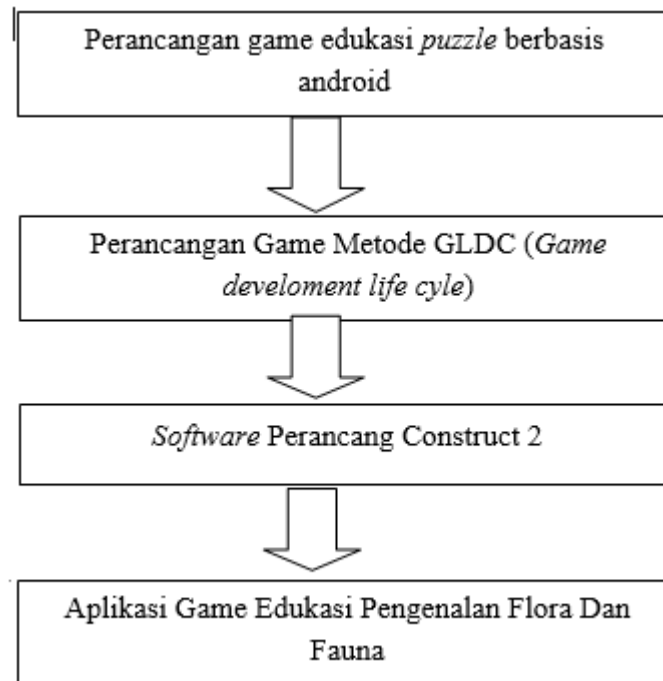 Perancangan game edukasi puzzle berbasis
android
Perancangan Game Metode GLDC (Game
develoment life cyle)
Software Perancang Construct 2
Aplikasi Game Edukasi Pengenalan Flora Dan
Fauna